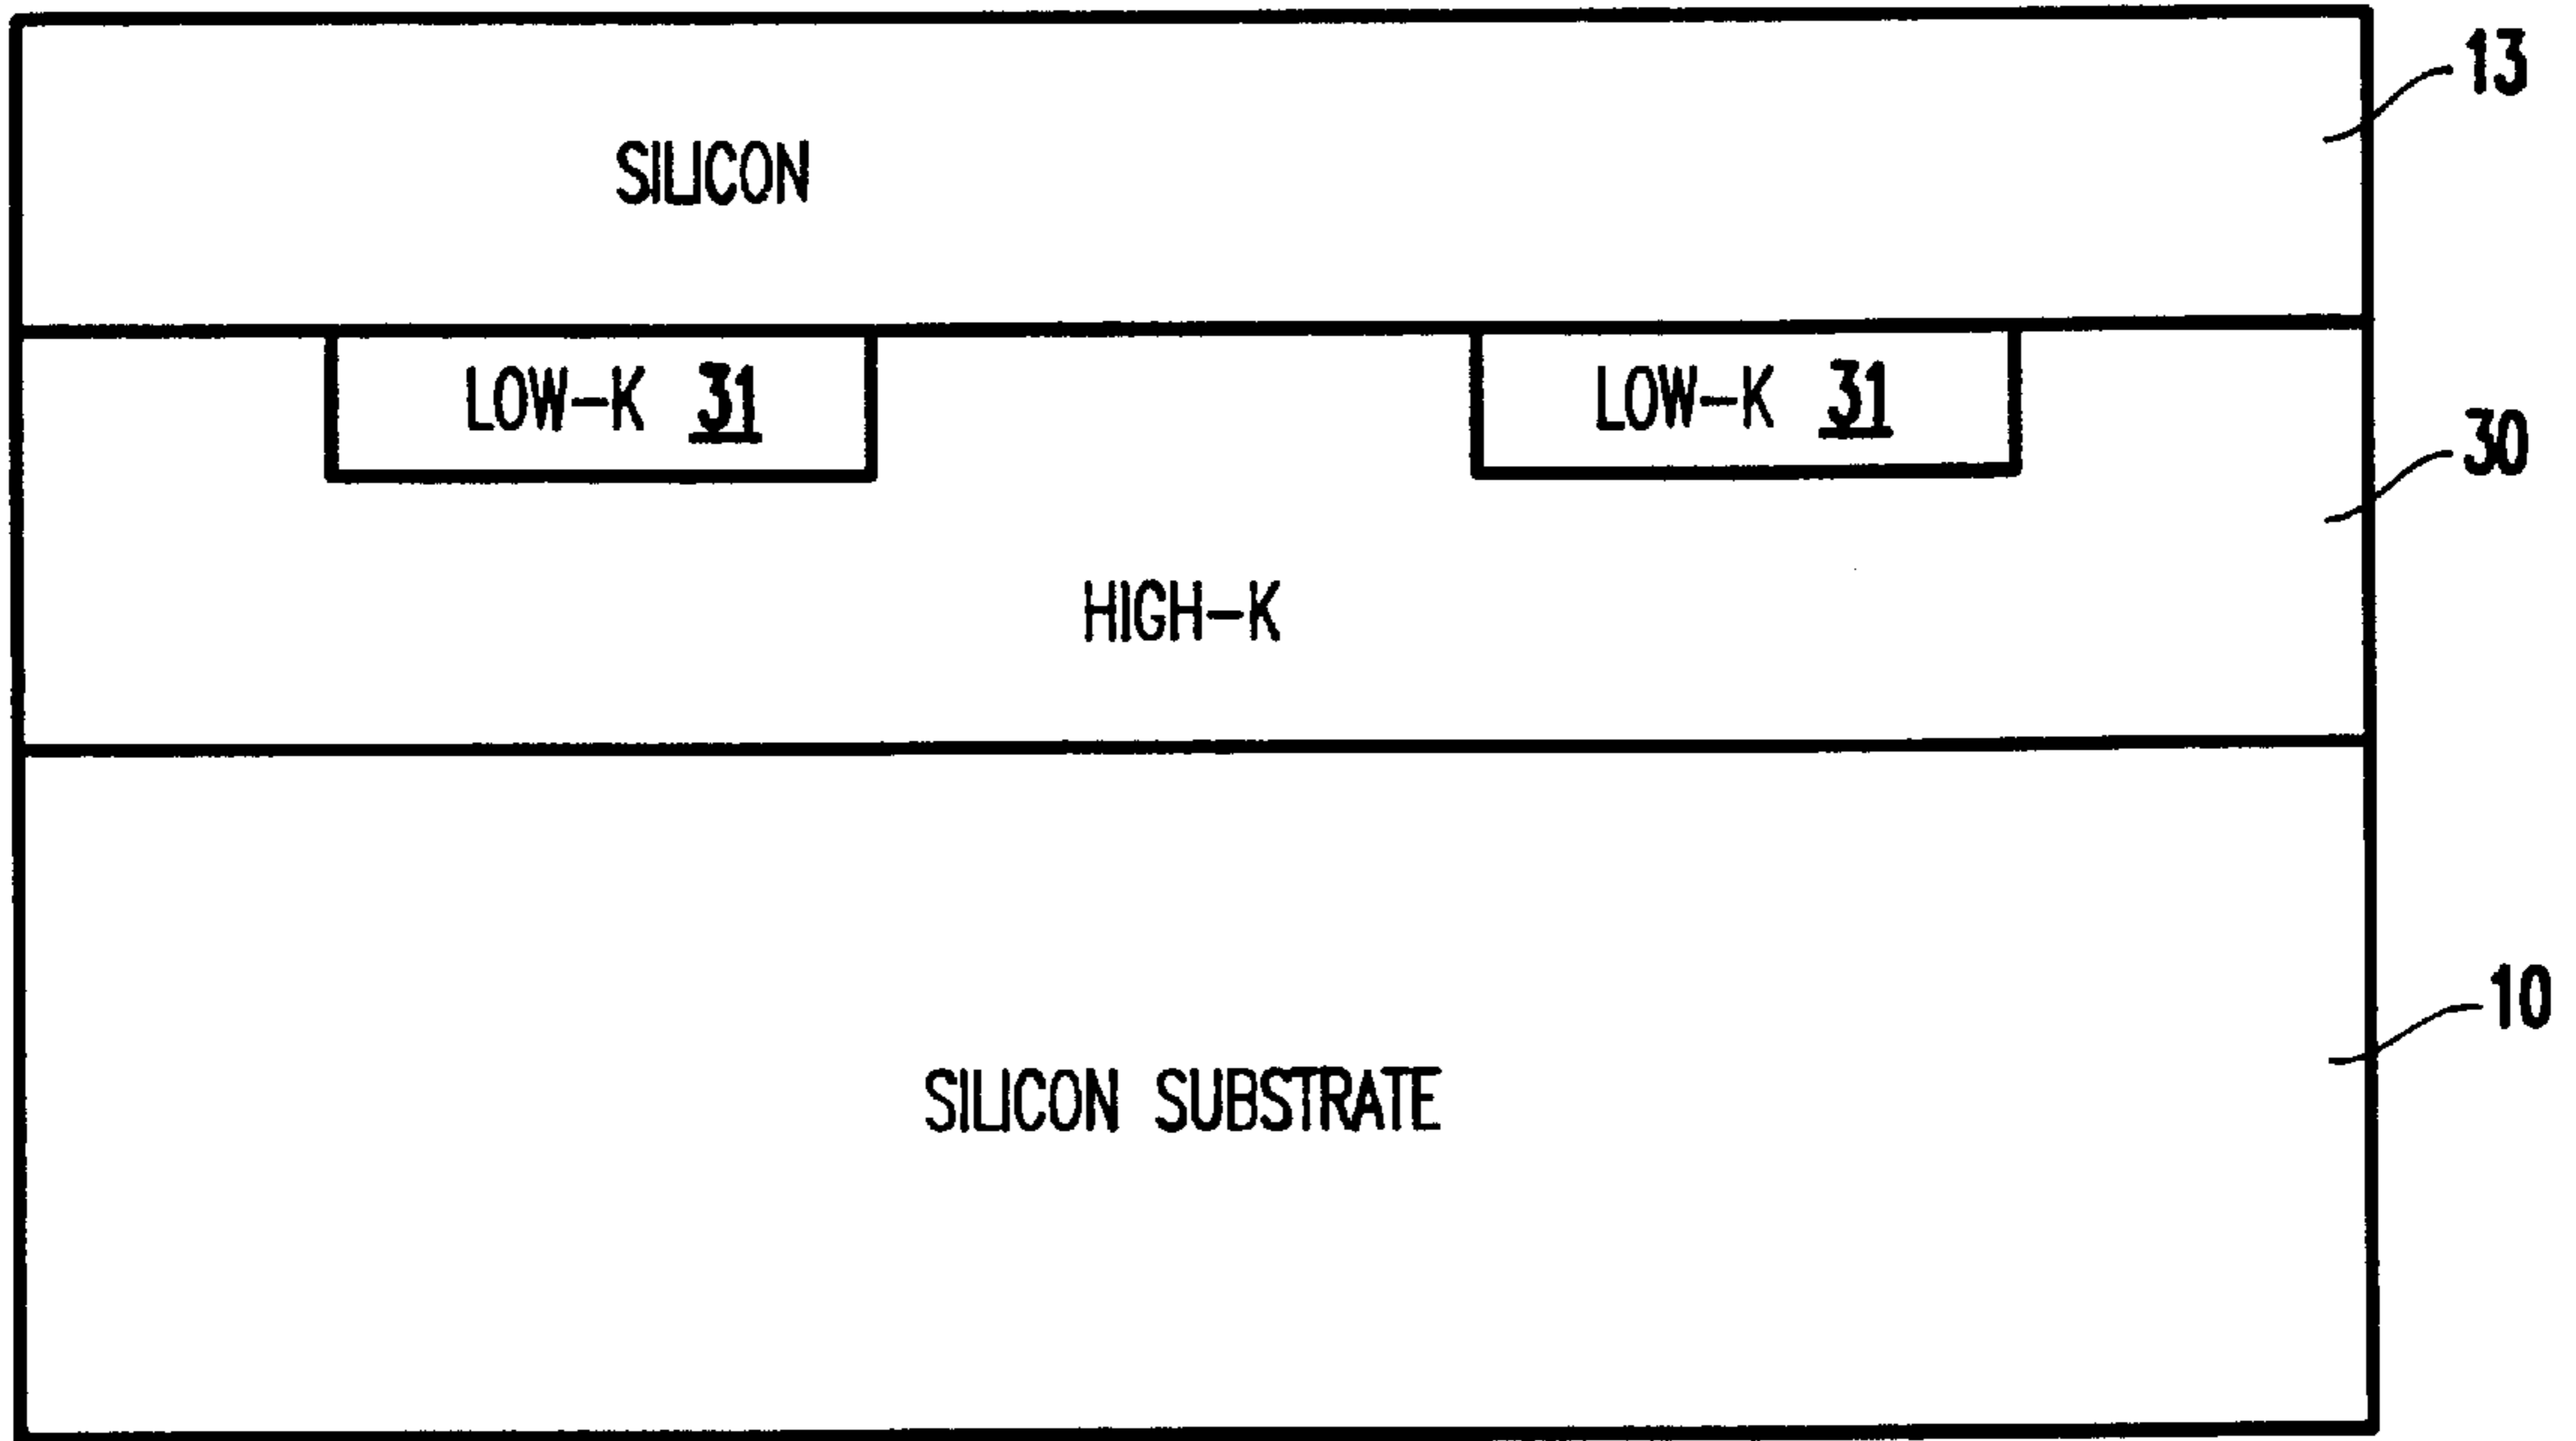 13
SILICON
LOW-K 31
LOW-K 31
30
HIGH-K
10
SILICON SUBSTRATE